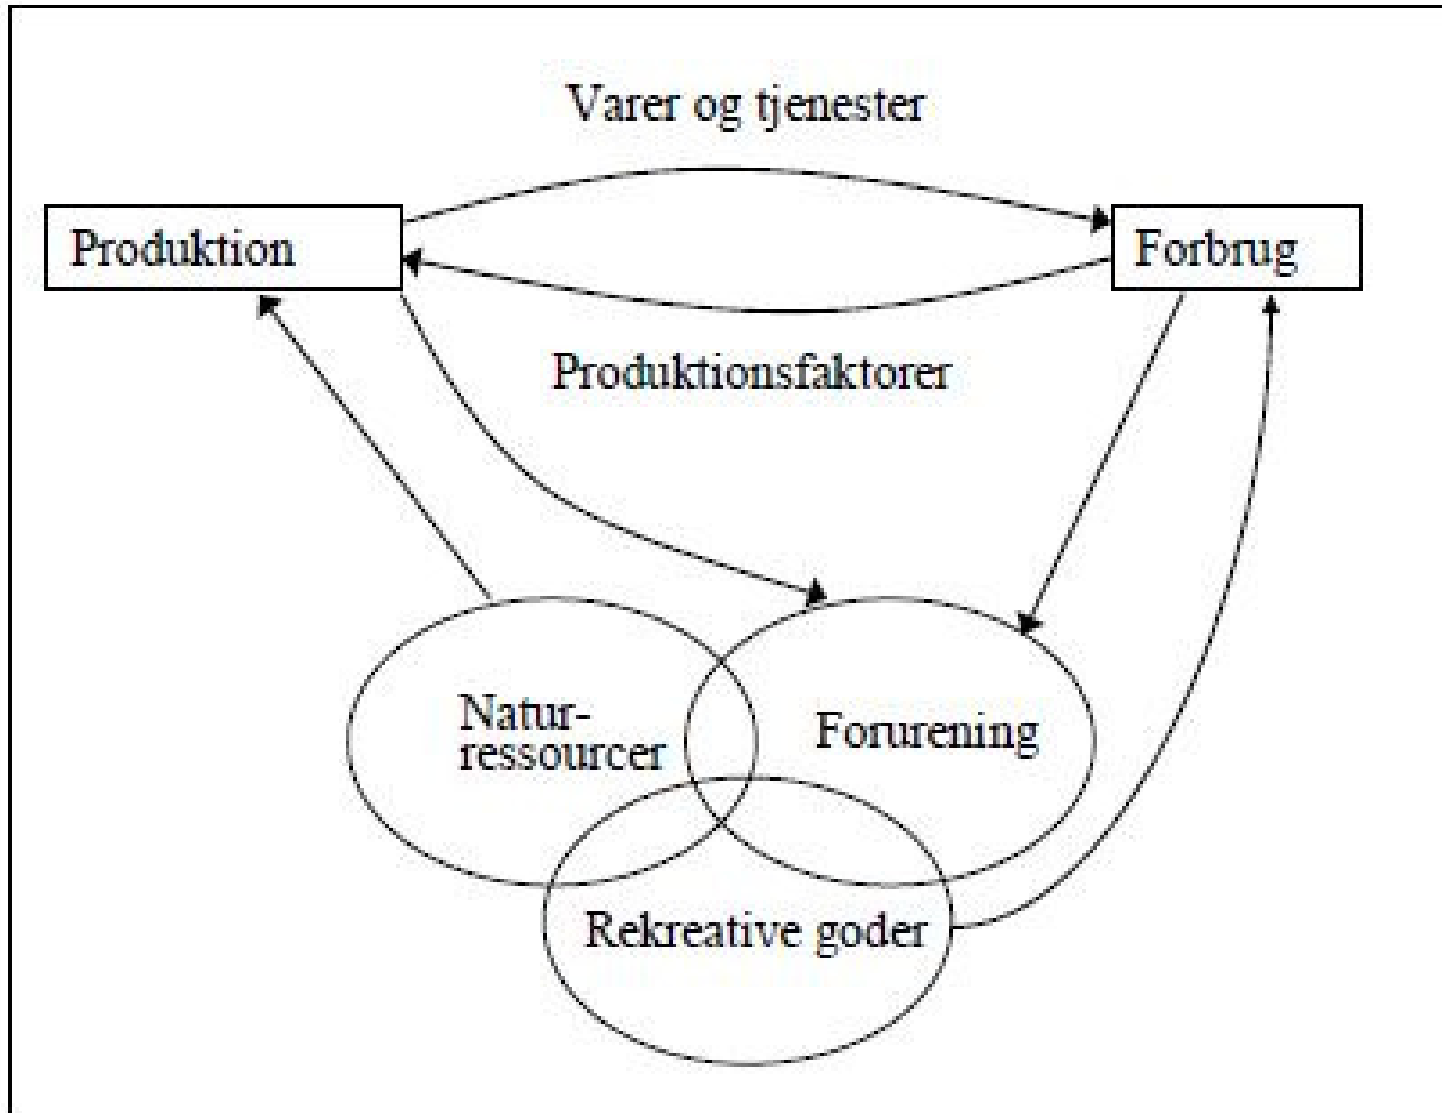 Varer og tjenester
Produktion
Forbrug
Produktionsfaktorer
Natur-
ressourcer
Forurening
Rekreative goder